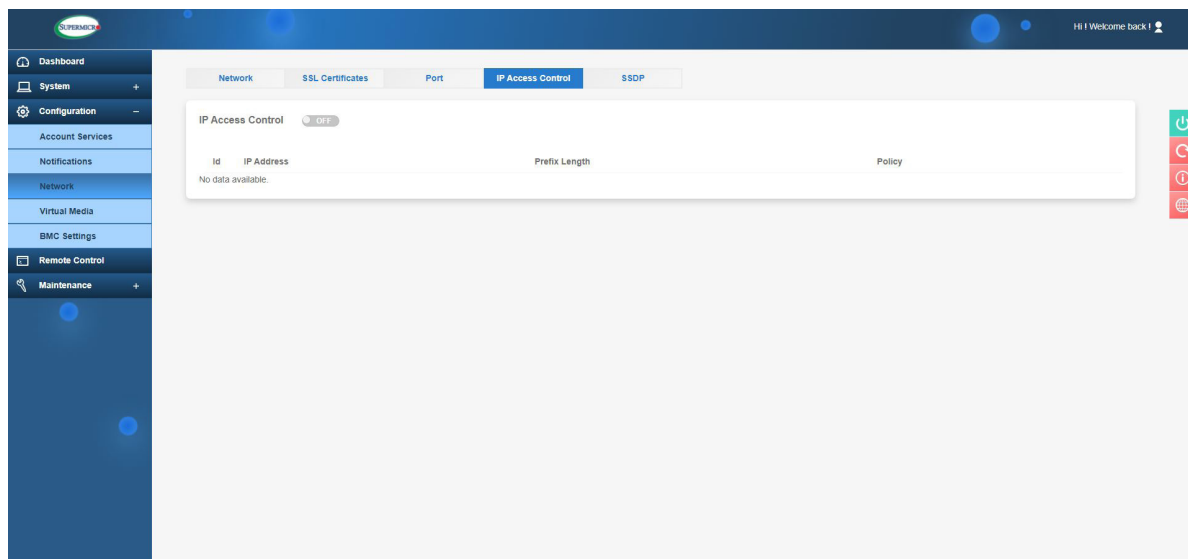 SUPERMICRO
Hi ! Welcome back !
Dashboard
System +
Configuration −
Account Services
Notifications
Network
Virtual Media
BMC Settings
Remote Control
Maintenance +
Network SSL Certificates Port IP Access Control SSDP
IP Access Control OFF
Id IP Address Prefix Length Policy
No data available.